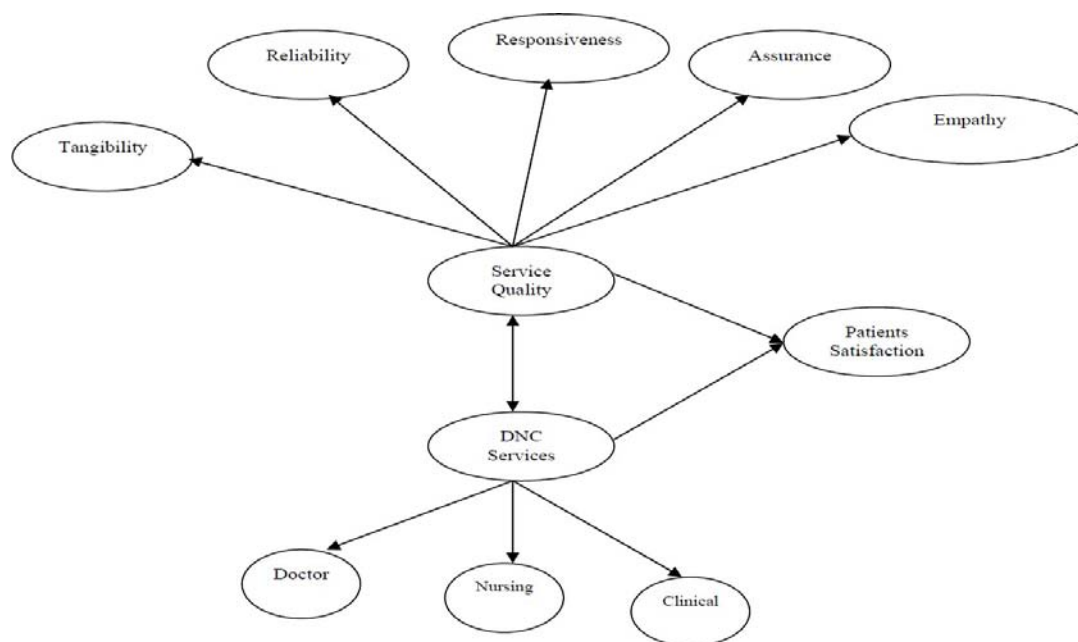 Responsiveness
Reliability
Assurance
Empathy
Tangibility
Service
Quality
Patients
Satisfaction
DNC
Services
Doctor
Nursing
Clinical